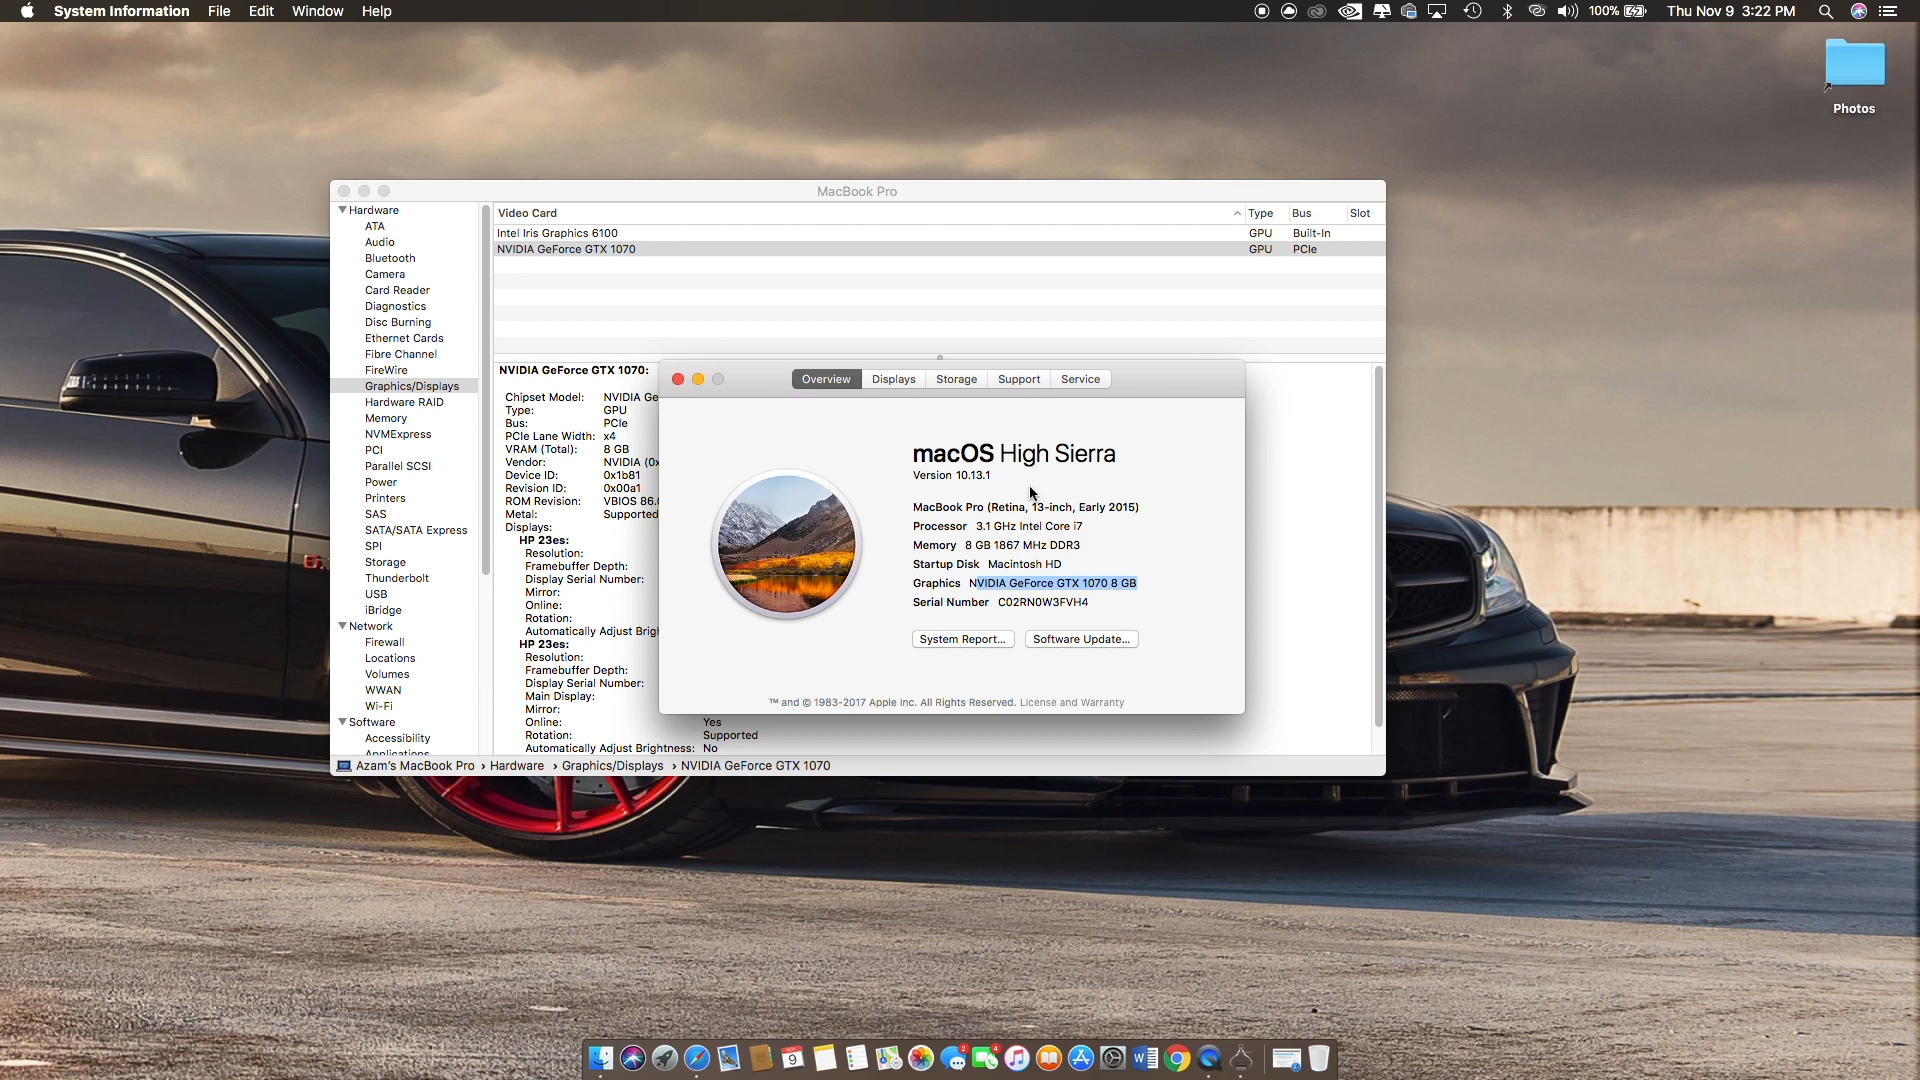 System Information File Edit Window Help
100% Thu Nov 9 3:22 PM
Photos
MacBook Pro
Hardware
ATA
Audio
Bluetooth
Camera
Card Reader
Diagnostics
Disc Burning
Ethernet Cards
Fibre Channel
FireWire
Graphics/Displays
Hardware RAID
Memory
NVMExpress
PCI
Parallel SCSI
Power
Printers
SAS
SATA/SATA Express
SPI
Storage
Thunderbolt
USB
iBridge
Network
Firewall
Locations
Volumes
WWAN
Wi-Fi
Software
Accessibility
Applications
Video Card Type Bus Slot
Intel Iris Graphics 6100 GPU Built-In
NVIDIA GeForce GTX 1070 GPU PCIe
NVIDIA GeForce GTX 1070:
Chipset Model: NVIDIA Ge
Type: GPU
Bus: PCIe
PCIe Lane Width: x4
VRAM (Total): 8 GB
Vendor: NVIDIA (0x
Device ID: 0x1b81
Revision ID: 0x00a1
ROM Revision: VBIOS 86.
Metal: Supported
Displays:
HP 23es:
Resolution:
Framebuffer Depth:
Display Serial Number:
Mirror:
Online:
Rotation:
Automatically Adjust Brigh
HP 23es:
Resolution:
Framebuffer Depth:
Display Serial Number:
Main Display:
Mirror:
Online: Yes
Rotation: Supported
Automatically Adjust Brightness: No
Azam's MacBook Pro › Hardware › Graphics/Displays › NVIDIA GeForce GTX 1070
Overview Displays Storage Support Service
macOS High Sierra
Version 10.13.1
MacBook Pro (Retina, 13-inch, Early 2015)
Processor 3.1 GHz Intel Core i7
Memory 8 GB 1867 MHz DDR3
Startup Disk Macintosh HD
Graphics NVIDIA GeForce GTX 1070 8 GB
Serial Number C02RN0W3FVH4
System Report... Software Update...
™ and © 1983-2017 Apple Inc. All Rights Reserved. License and Warranty
NOV
9
2
4
W